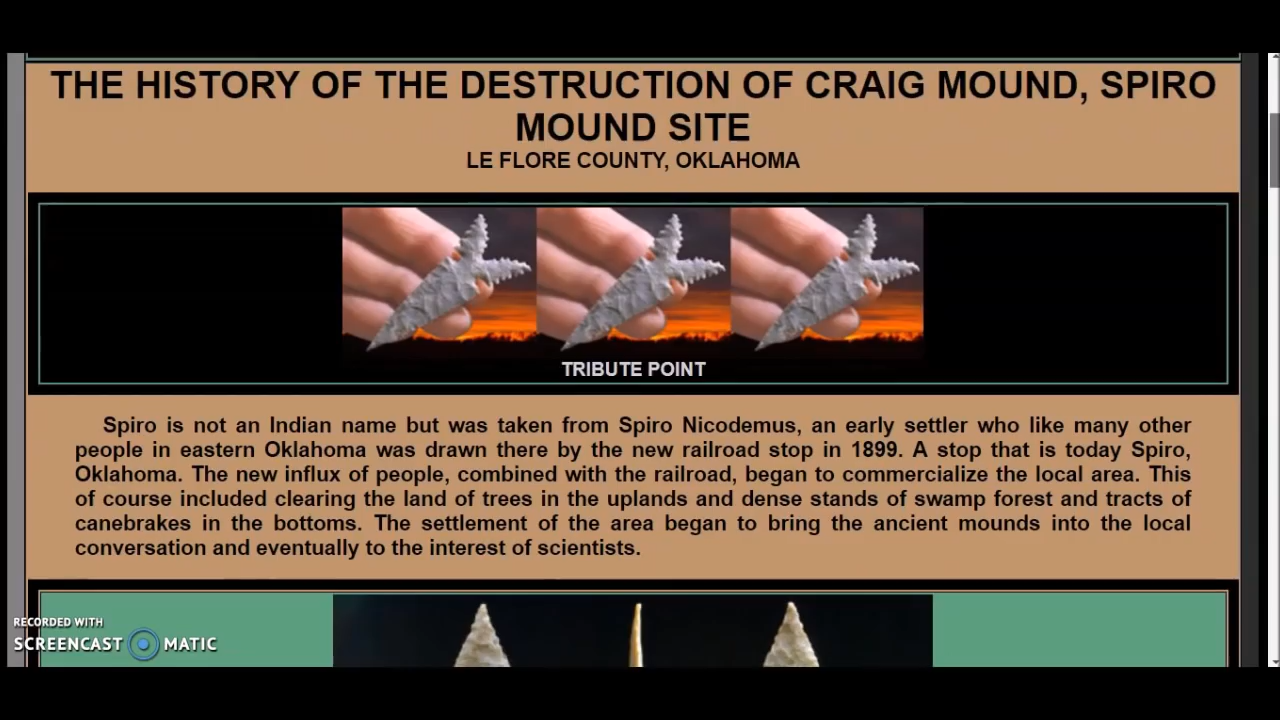 THE HISTORY OF THE DESTRUCTION OF CRAIG MOUND, SPIRO
MOUND SITE
LE FLORE COUNTY, OKLAHOMA
TRIBUTE POINT
Spiro is not an Indian name but was taken from Spiro Nicodemus, an early settler who like many other
people in eastern Oklahoma was drawn there by the new railroad stop in 1899. A stop that is today Spiro,
Oklahoma. The new influx of people, combined with the railroad, began to commercialize the local area. This
of course included clearing the land of trees in the uplands and dense stands of swamp forest and tracts of
canebrakes in the bottoms. The settlement of the area began to bring the ancient mounds into the local
conversation and eventually to the interest of scientists.
RECORDED WITH
SCREENCAST MATIC